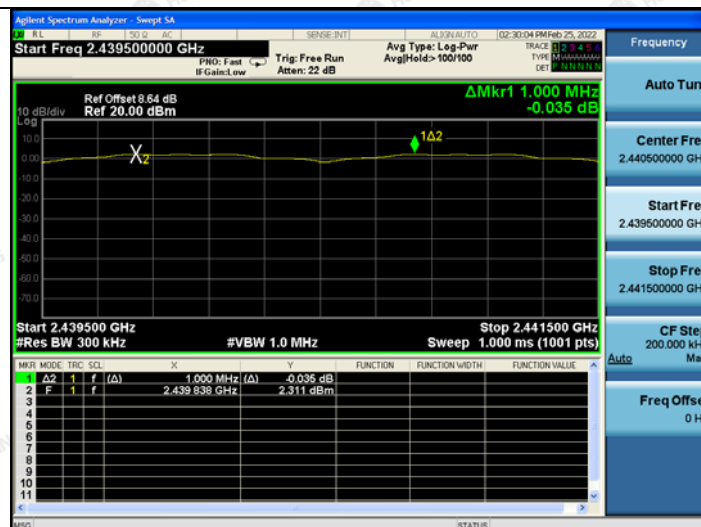 Agilent Spectrum Analyzer - Swept SA
RL RF 50 Ω AC SENSE:INT ALIGNAUTO 02:30:04 PM Feb 25, 2022
Start Freq 2.439500000 GHz
PNO: Fast
IFGain:Low
Trig: Free Run
Atten: 22 dB
Avg Type: Log-Pwr
Avg|Hold:>100/100
TRACE 1 2 3 4 5 6
TYPE M
DET P N N N N N
ΔMkr1 1.000 MHz
-0.035 dB
Ref Offset 8.64 dB
10 dB/div Ref 20.00 dBm
Log
10.0
0.00
-10.0
-20.0
-30.0
-40.0
-50.0
-60.0
-70.0
X2
1Δ2
Start 2.439500 GHz Stop 2.441500 GHz
#Res BW 300 kHz #VBW 1.0 MHz Sweep 1.000 ms (1001 pts)
MKR MODE TRC SCL X Y FUNCTION FUNCTION WIDTH FUNCTION VALUE
1 Δ2 1 f (Δ) 1.000 MHz (Δ) -0.035 dB
2 F 1 f 2.439 838 GHz 2.311 dBm
3
4
5
6
7
8
9
10
11
MSG STATUS
Frequency
Auto Tun
Center Fre
2.440500000 GH
Start Fre
2.439500000 GH
Stop Fre
2.441500000 GH
CF Ste
200.000 kH
Auto Ma
Freq Offse
0 H